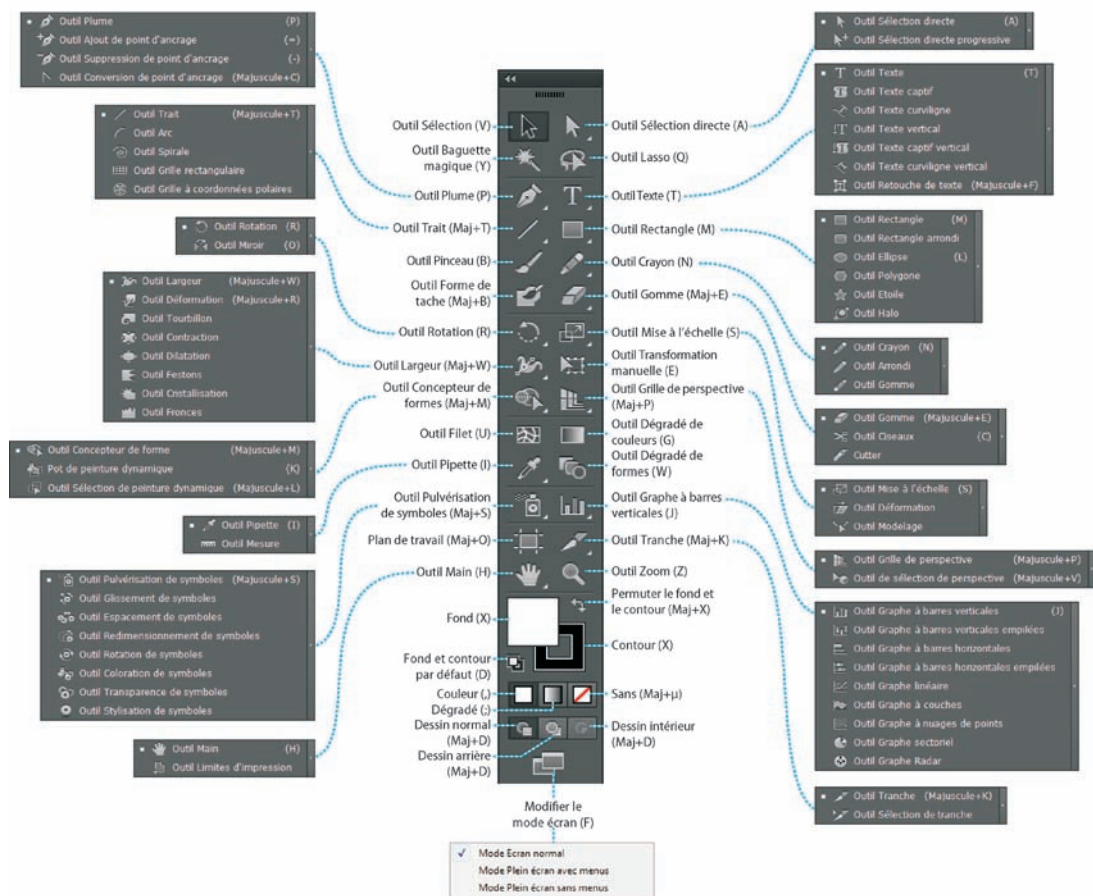 Outil Plume (P)
Outil Ajout de point d'ancrage (=)
Outil Suppression de point d'ancrage (-)
Outil Conversion de point d'ancrage (Majuscule+C)
Outil Trait (Majuscule+T)
Outil Arc
Outil Spirale
Outil Grille rectangulaire
Outil Grille à coordonnées polaires
Outil Rotation (R)
Outil Miroir (O)
Outil Largeur (Majuscule+W)
Outil Déformation (Majuscule+R)
Outil Tourbillon
Outil Contraction
Outil Dilatation
Outil Festons
Outil Cristallisation
Outil Fronces
Outil Concepteur de forme (Majuscule+M)
Pot de peinture dynamique (K)
Outil Sélection de peinture dynamique (Majuscule+L)
Outil Pipette (I)
Outil Mesure
Outil Pulvérisation de symboles (Majuscule+S)
Outil Glissement de symboles
Outil Espacement de symboles
Outil Redimensionnement de symboles
Outil Rotation de symboles
Outil Coloration de symboles
Outil Transparence de symboles
Outil Stylisation de symboles
Outil Main (H)
Outil Limites d'impression
Outil Sélection (V)
Outil Baguette
magique (Y)
Outil Plume (P)
Outil Trait (Maj+T)
Outil Pinceau (B)
Outil Forme de
tache (Maj+B)
Outil Rotation (R)
Outil Largeur (Maj+W)
Outil Concepteur de
formes (Maj+M)
Outil Filet (U)
Outil Pipette (I)
Outil Pulvérisation
de symboles (Maj+S)
Plan de travail (Maj+O)
Outil Main (H)
Fond (X)
Fond et contour
par défaut (D)
Couleur (,)
Dégradé (;)
Dessin normal
(Maj+D)
Dessin arrière
(Maj+D)
Outil Sélection directe (A)
Outil Lasso (Q)
OutilTexte (T)
Outil Rectangle (M)
Outil Crayon (N)
Outil Gomme (Maj+E)
Outil Mise à l'échelle (S)
Outil Transformation
manuelle (E)
Outil Grille de perspective
(Maj+P)
Outil Dégradé de
couleurs (G)
Outil Dégradé de
formes (W)
Outil Graphe à barres
verticales (J)
Outil Tranche (Maj+K)
Outil Zoom (Z)
Permuter le fond et
le contour (Maj+X)
Contour (X)
Sans (Maj+µ)
Dessin intérieur
(Maj+D)
Modifier le
mode écran (F)
Mode Ecran normal
Mode Plein écran avec menus
Mode Plein écran sans menus
Outil Sélection directe (A)
Outil Sélection directe progressive
Outil Texte (T)
Outil Texte captif
Outil Texte curviligne
Outil Texte vertical
Outil Texte captif vertical
Outil Texte curviligne vertical
Outil Retouche de texte (Majuscule+F)
Outil Rectangle (M)
Outil Rectangle arrondi
Outil Ellipse (L)
Outil Polygone
Outil Etoile
Outil Halo
Outil Crayon (N)
Outil Arrondi
Outil Gomme
Outil Gomme (Majuscule+E)
Outil Ciseaux (C)
Cutter
Outil Mise à l'échelle (S)
Outil Déformation
Outil Modelage
Outil Grille de perspective (Majuscule+P)
Outil de sélection de perspective (Majuscule+V)
Outil Graphe à barres verticales (J)
Outil Graphe à barres verticales empilées
Outil Graphe à barres horizontales
Outil Graphe à barres horizontales empilées
Outil Graphe linéaire
Outil Graphe à couches
Outil Graphe à nuages de points
Outil Graphe sectoriel
Outil Graphe Radar
Outil Tranche (Majuscule+K)
Outil Sélection de tranche